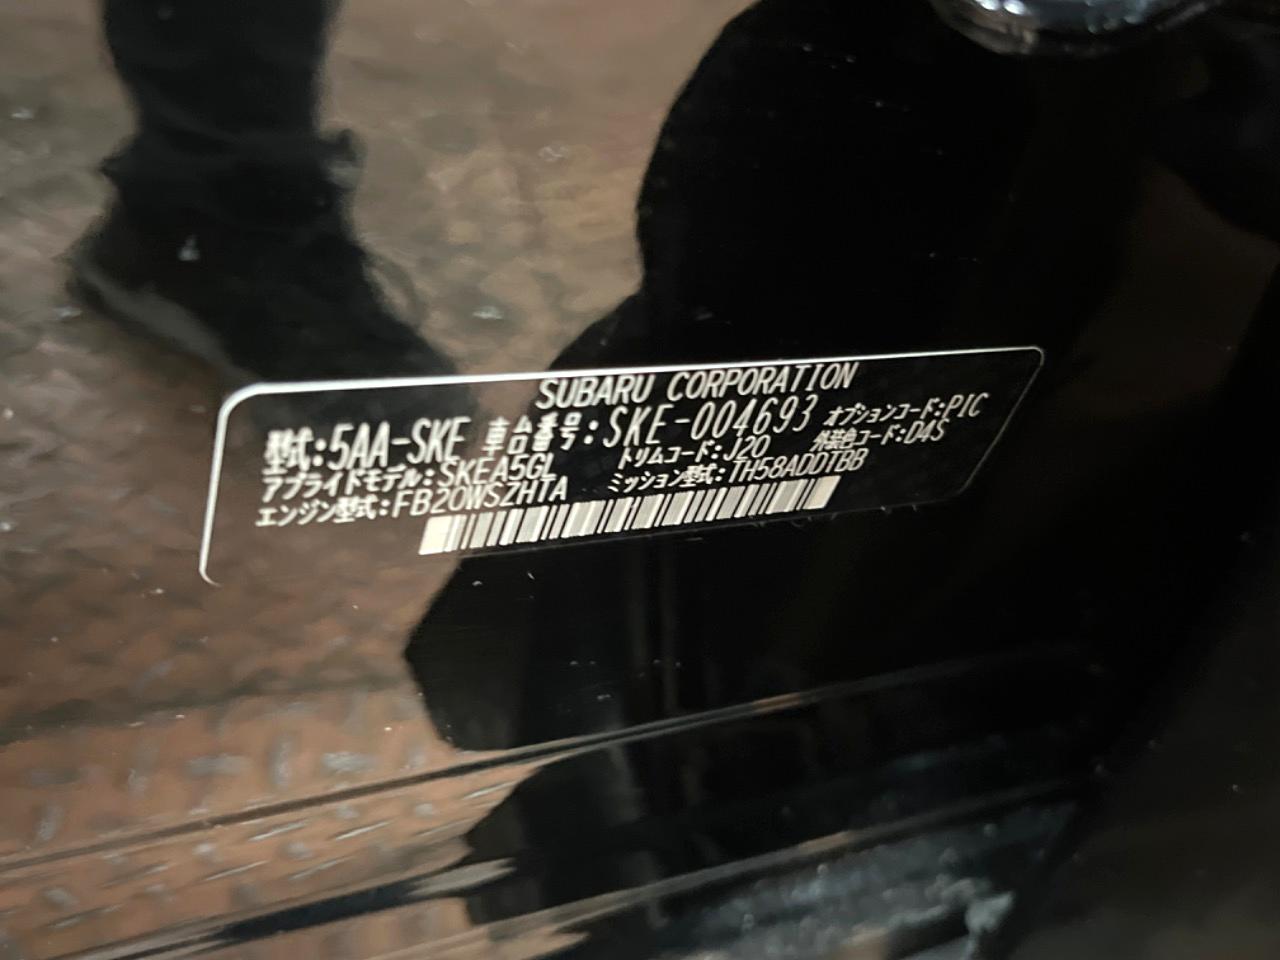 SUBARU CORPORATION
型式:5AA-SKE 車台番号:SKE-004693 オプションコード:PIC
アプライドモデル:SKEA5GL トリムコード:J20 外装色コード:D4S
エンジン型式:FB20WSZHTA ミッション型式:TH58ADDTBB